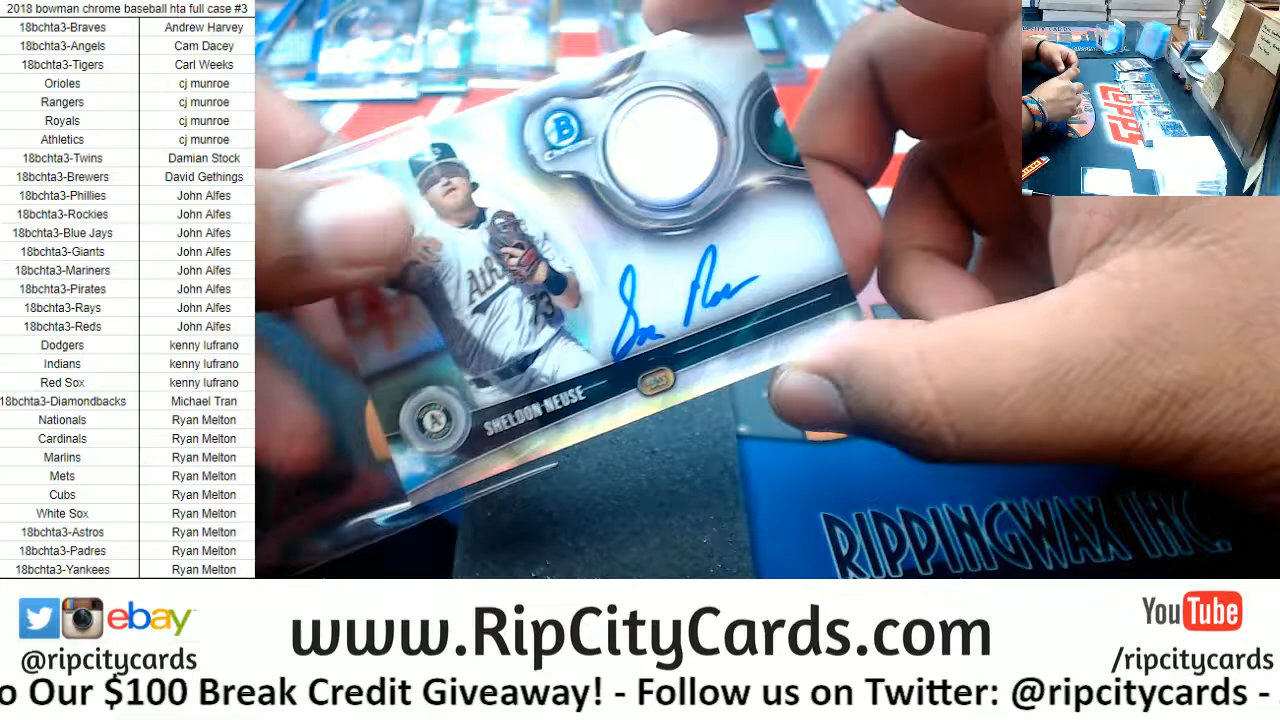 2018 bowman chrome baseball hta full case #3
18bchta3-Braves Andrew Harvey
18bchta3-Angels Cam Dacey
18bchta3-Tigers Carl Weeks
Orioles cj munroe
Rangers cj munroe
Royals cj munroe
Athletics cj munroe
18bchta3-Twins Damian Stock
18bchta3-Brewers David Gethings
18bchta3-Phillies John Alfes
18bchta3-Rockies John Alfes
18bchta3-Blue Jays John Alfes
18bchta3-Giants John Alfes
18bchta3-Mariners John Alfes
18bchta3-Pirates John Alfes
18bchta3-Rays John Alfes
18bchta3-Reds John Alfes
Dodgers kenny lufrano
Indians kenny lufrano
Red Sox kenny lufrano
18bchta3-Diamondbacks Michael Tran
Nationals Ryan Melton
Cardinals Ryan Melton
Marlins Ryan Melton
Mets Ryan Melton
Cubs Ryan Melton
White Sox Ryan Melton
18bchta3-Astros Ryan Melton
18bchta3-Padres Ryan Melton
18bchta3-Yankees Ryan Melton
B
A
SHELDON NEUSE
RIPPINGWAX INC.
ebay
@ripcitycards
www.RipCityCards.com
YouTube
/ripcitycards
o Our $100 Break Credit Giveaway! - Follow us on Twitter: @ripcitycards -